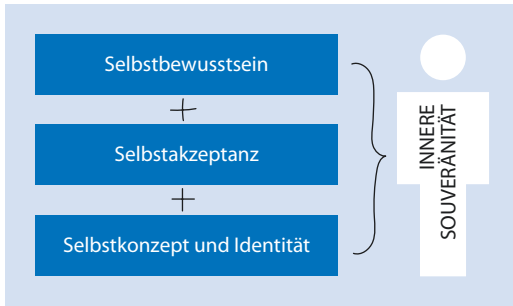 Selbstbewusstsein
+
Selbstakzeptanz
+
Selbstkonzept und Identität
INNERE
SOUVERÄNITÄT